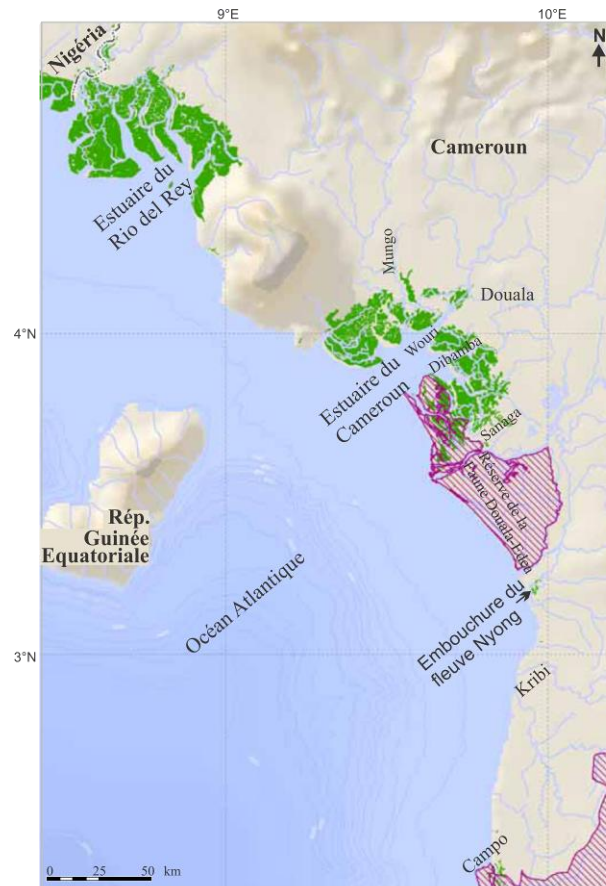 9°E
10°E
N
Nigéria
Cameroun
Estuaire du
Rio del Rey
Mungo
Douala
4°N
Wouri
Dibamba
Estuaire du
Cameroun
Sanaga
Réserve de la
Faune Douala-Edea
Rép.
Guinée
Equatoriale
Océan Atlantique
Embouchure du
fleuve Nyong
3°N
Kribi
Campo
0 25 50 km